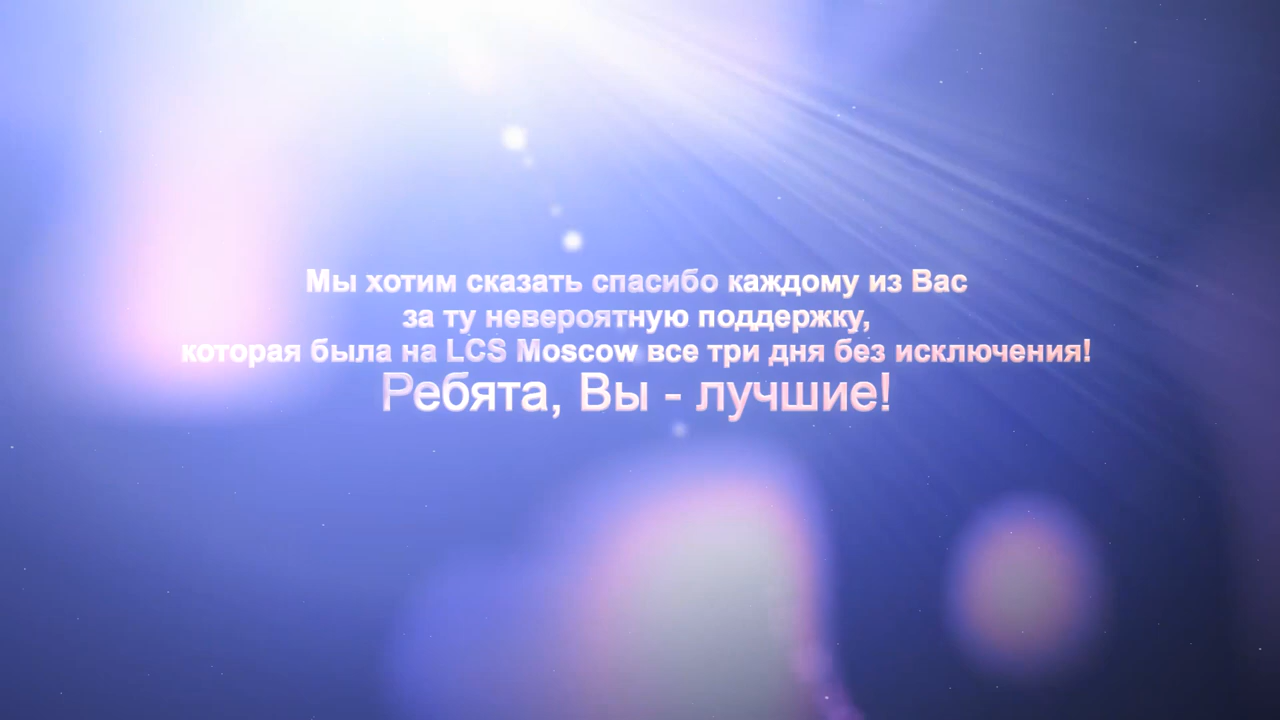 Мы хотим сказать спасибо каждому из Вас
за ту невероятную поддержку,
которая была на LCS Moscow все три дня без исключения!
Ребята, Вы - лучшие!